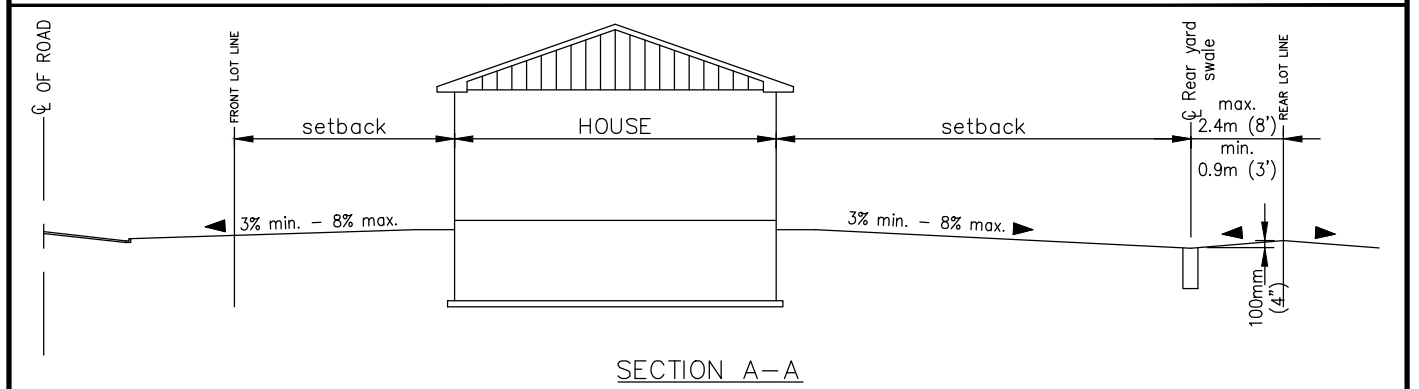 ℄ OF ROAD
FRONT LOT LINE
℄ Rear yard
swale
REAR LOT LINE
setback
HOUSE
setback
max.
2.4m (8')
min.
0.9m (3')
3% min. - 8% max.
3% min. - 8% max.
100mm
(4")
SECTION A-A